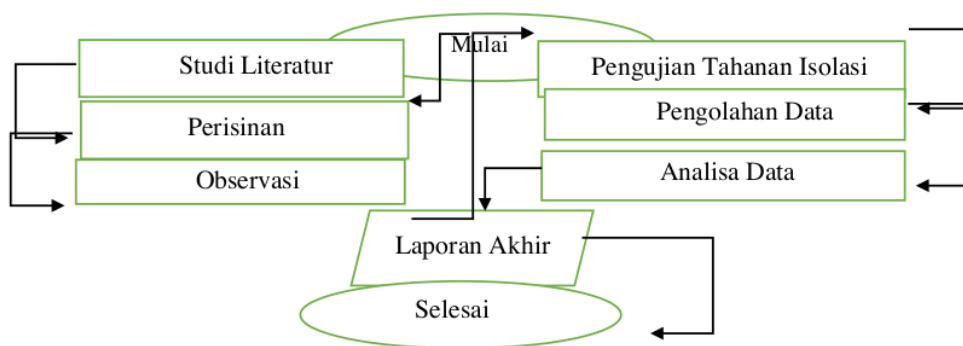 Mulai
Studi Literatur
Perisinan
Observasi
Pengujian Tahanan Isolasi
Pengolahan Data
Analisa Data
Laporan Akhir
Selesai